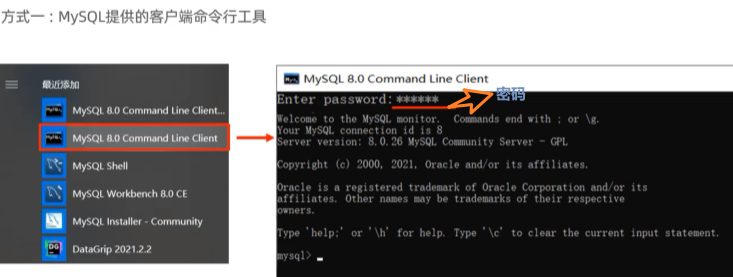 方式一：MySQL提供的客户端命令行工具
最近添加
MySQL 8.0 Command Line Client...
MySQL 8.0 Command Line Client
MySQL Shell
MySQL Workbench 8.0 CE
MySQL Installer - Community
DG
DataGrip 2021.2.2
MySQL 8.0 Command Line Client
Enter password:******
密码
Welcome to the MySQL monitor.  Commands end with ; or \g.
Your MySQL connection id is 8
Server version: 8.0.26 MySQL Community Server - GPL
Copyright (c) 2000, 2021, Oracle and/or its affiliates.
Oracle is a registered trademark of Oracle Corporation and/or its
affiliates. Other names may be trademarks of their respective
owners.
Type 'help;' or '\h' for help. Type '\c' to clear the current input statement.
mysql> _